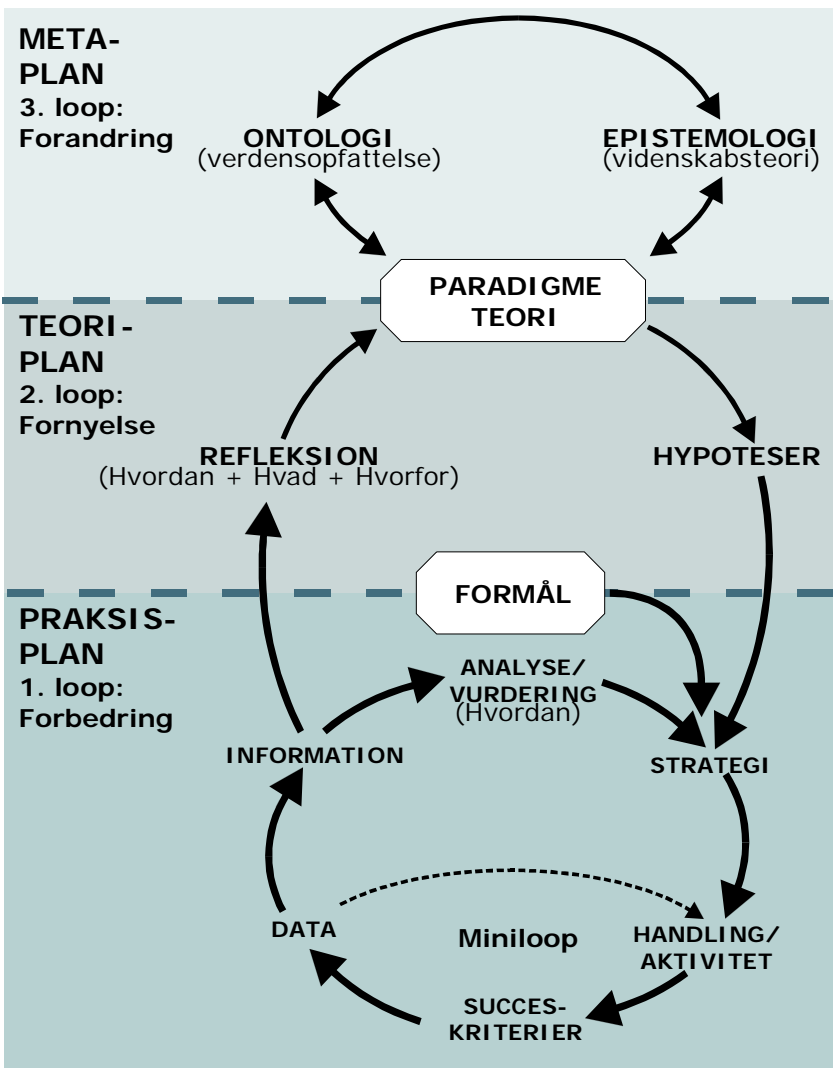 META-
PLAN
3. loop:
Forandring
ONTOLOGI
(verdensopfattelse)
EPISTEMOLOGI
(videnskabsteori)
PARADIGME
TEORI
TEORI-
PLAN
2. loop:
Fornyelse
REFLEKSION
(Hvordan + Hvad + Hvorfor)
HYPOTESER
FORMÅL
PRAKSIS-
PLAN
1. loop:
Forbedring
ANALYSE/
VURDERING
(Hvordan)
INFORMATION
STRATEGI
DATA
Miniloop
HANDLING/
AKTIVITET
SUCCES-
KRITERIER